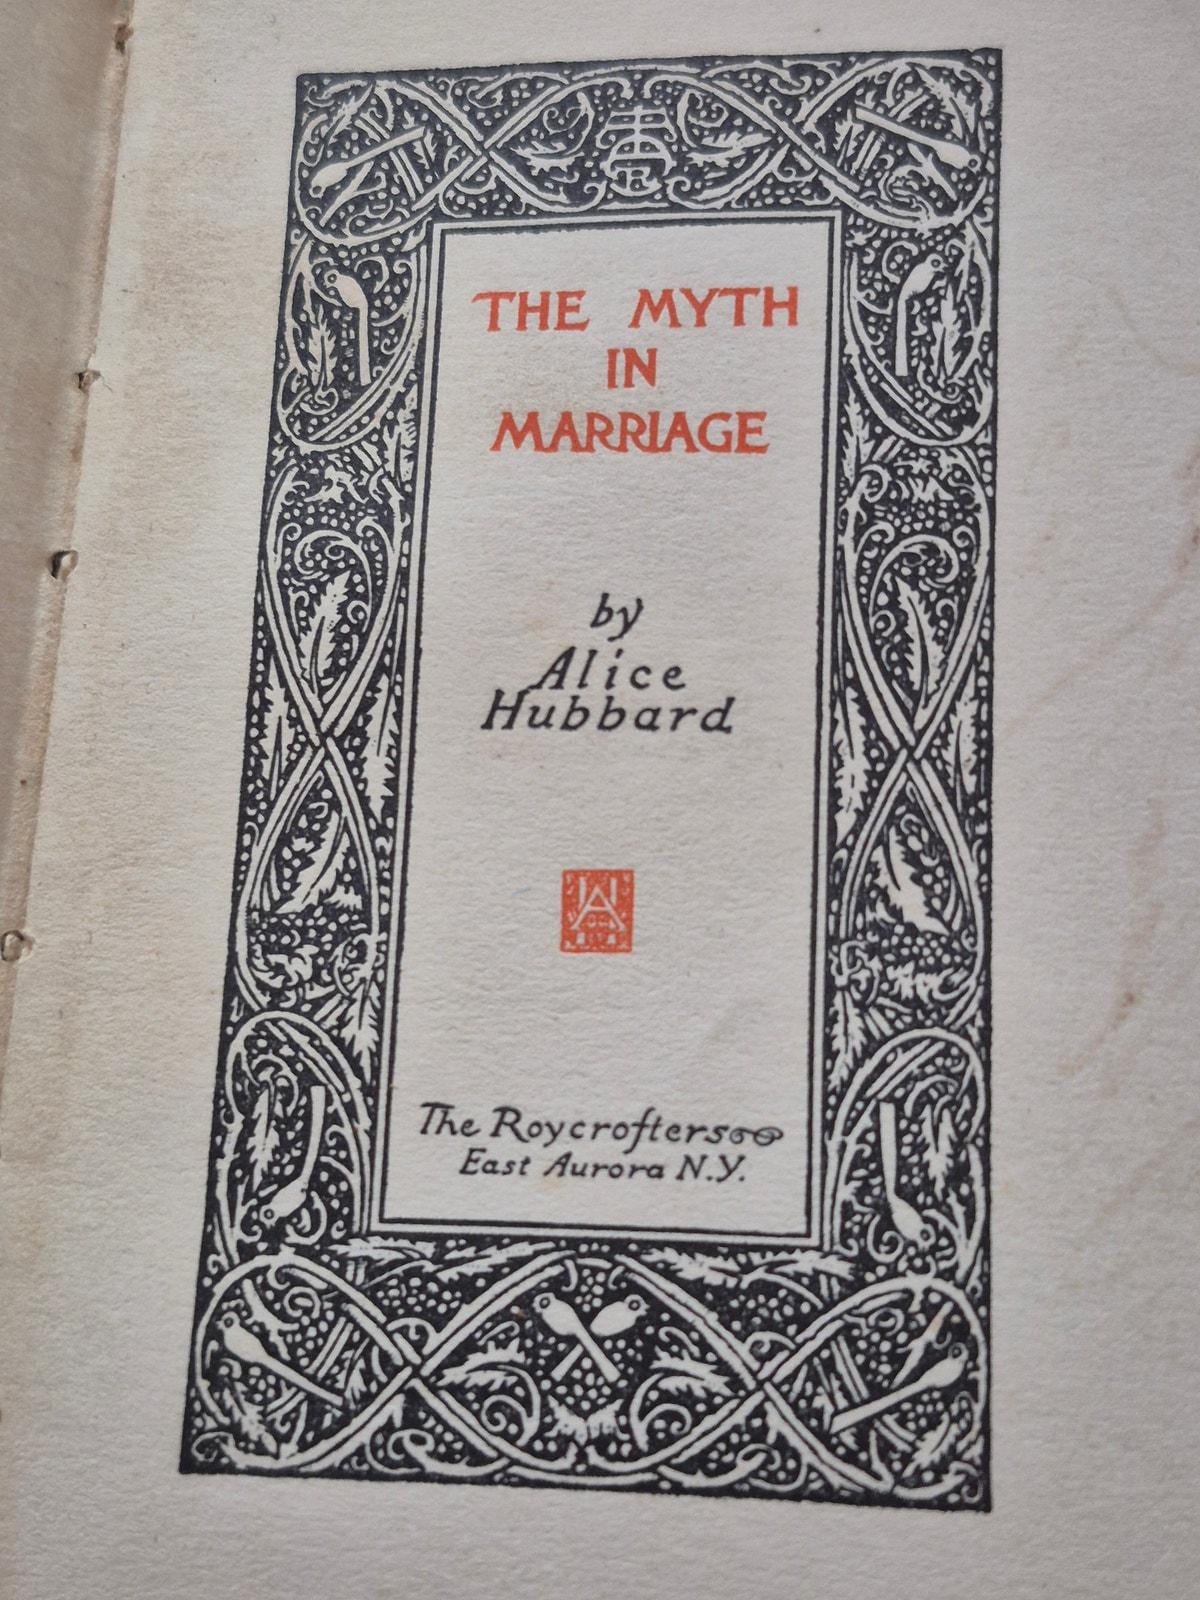 THE MYTH
IN
MARRIAGE
by
Alice
Hubbard
The Roycrofters
East Aurora N.Y.